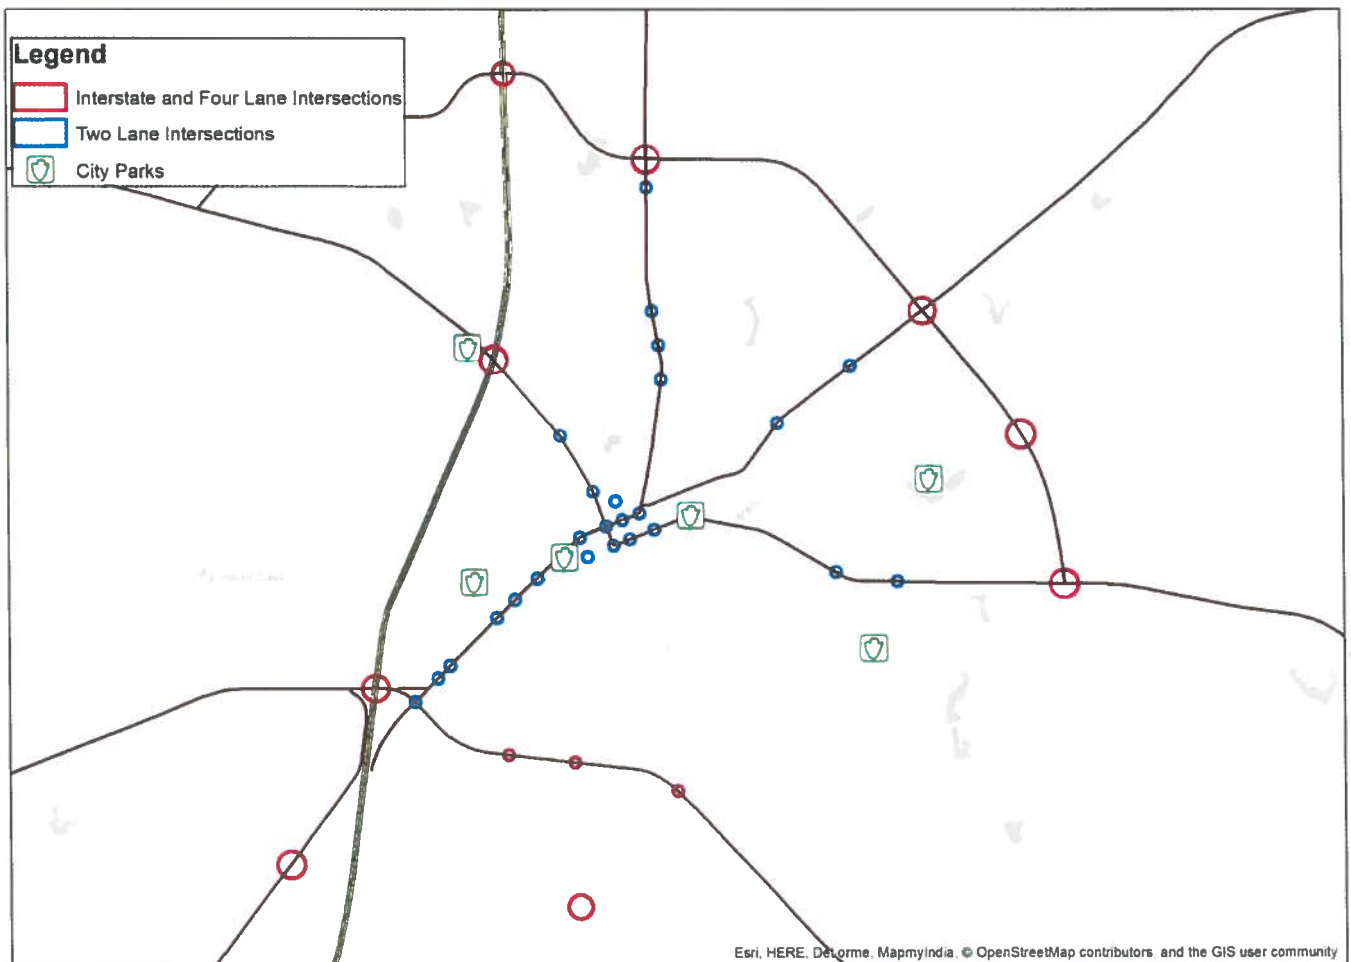 Legend
Interstate and Four Lane Intersections
Two Lane Intersections
City Parks
Esri, HERE, DeLorme, MapmyIndia, © OpenStreetMap contributors, and the GIS user community